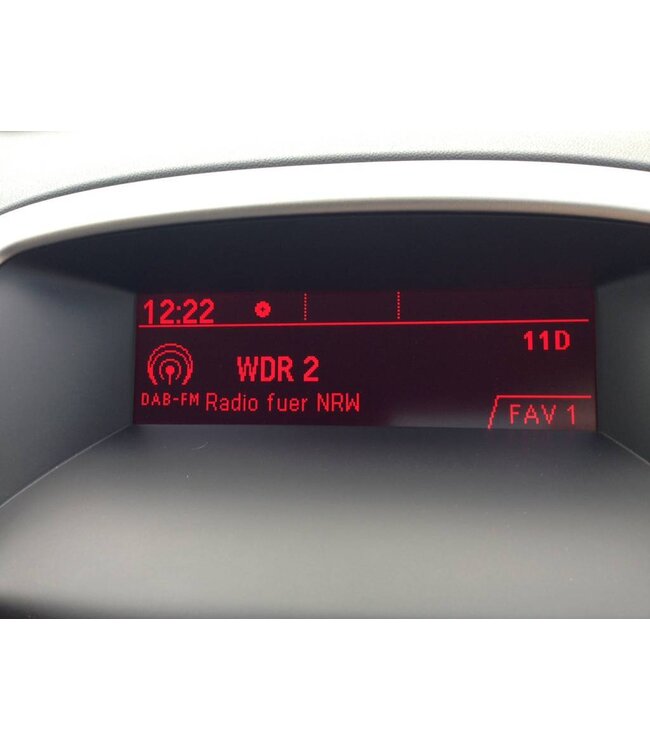 12:22
11D
WDR 2
DAB-FM Radio fuer NRW
FAV 1